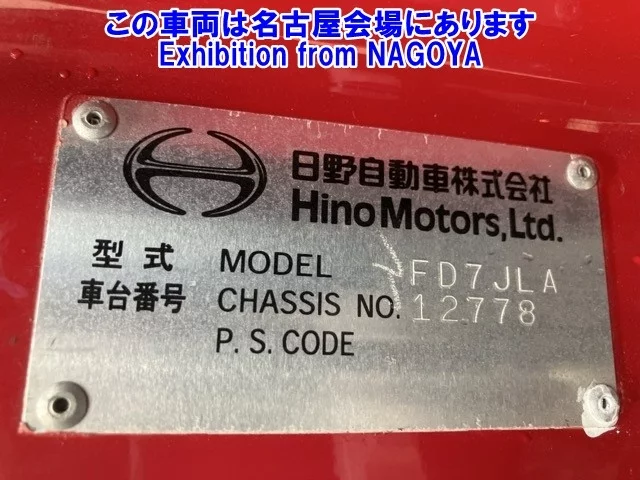 この車両は名古屋会場にあります
Exhibition from NAGOYA
日野自動車株式会社
Hino Motors, Ltd.
型式 MODEL FD7JLA
車台番号 CHASSIS NO. 12778
P. S. CODE